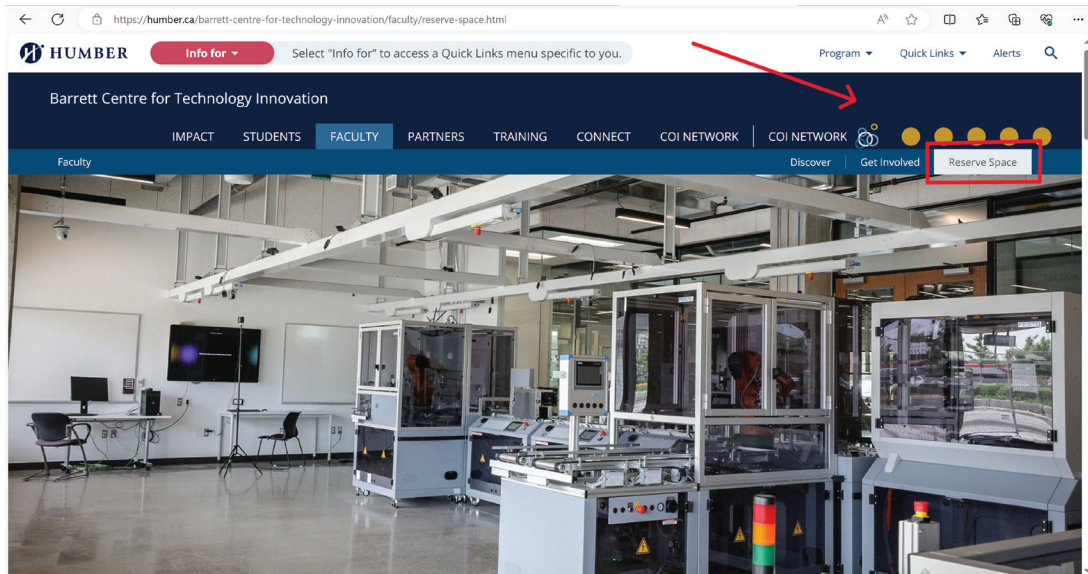 https://humber.ca/barrett-centre-for-technology-innovation/faculty/reserve-space.html
HUMBER Info for Select "Info for" to access a Quick Links menu specific to you. Program Quick Links Alerts
Barrett Centre for Technology Innovation
IMPACT STUDENTS FACULTY PARTNERS TRAINING CONNECT COI NETWORK COI NETWORK
Faculty Discover Get Involved Reserve Space
FESTO